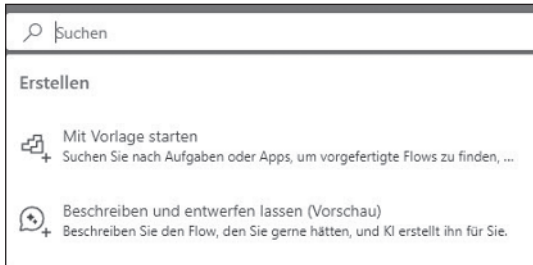 Suchen
Erstellen
Mit Vorlage starten
Suchen Sie nach Aufgaben oder Apps, um vorgefertigte Flows zu finden, ...
Beschreiben und entwerfen lassen (Vorschau)
Beschreiben Sie den Flow, den Sie gerne hätten, und KI erstellt ihn für Sie.